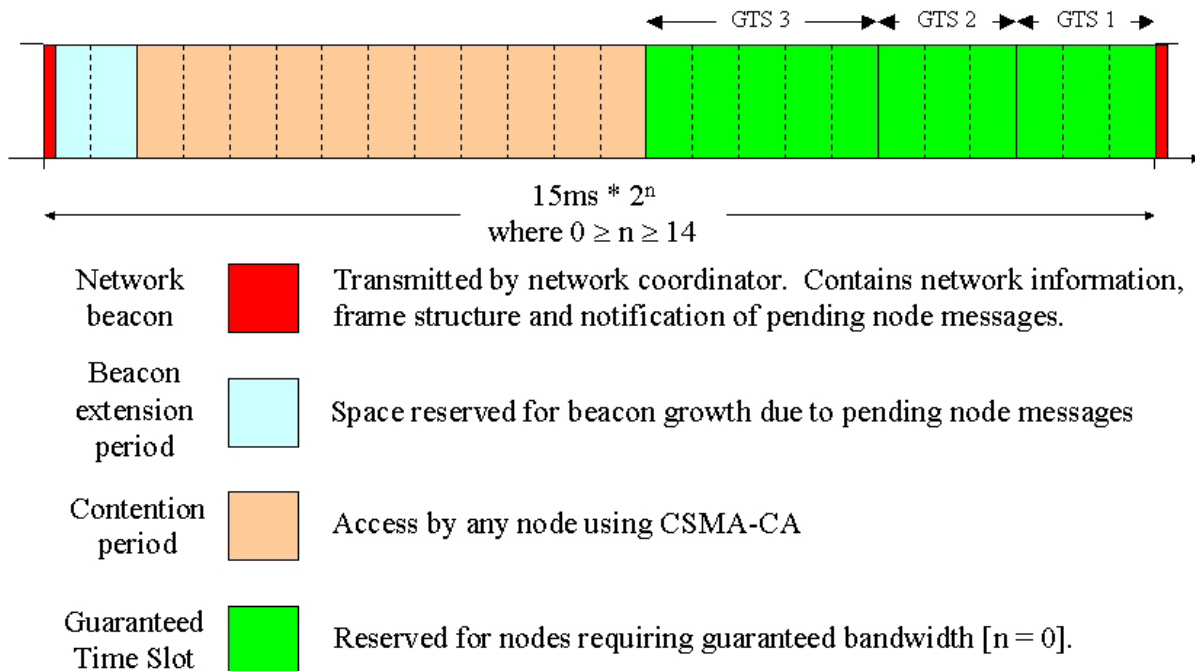 GTS 3 GTS 2 GTS 1
15ms * 2ⁿ
where 0 ≥ n ≥ 14
Network
beacon
Transmitted by network coordinator. Contains network information,
frame structure and notification of pending node messages.
Beacon
extension
period
Space reserved for beacon growth due to pending node messages
Contention
period
Access by any node using CSMA-CA
Guaranteed
Time Slot
Reserved for nodes requiring guaranteed bandwidth [n = 0].